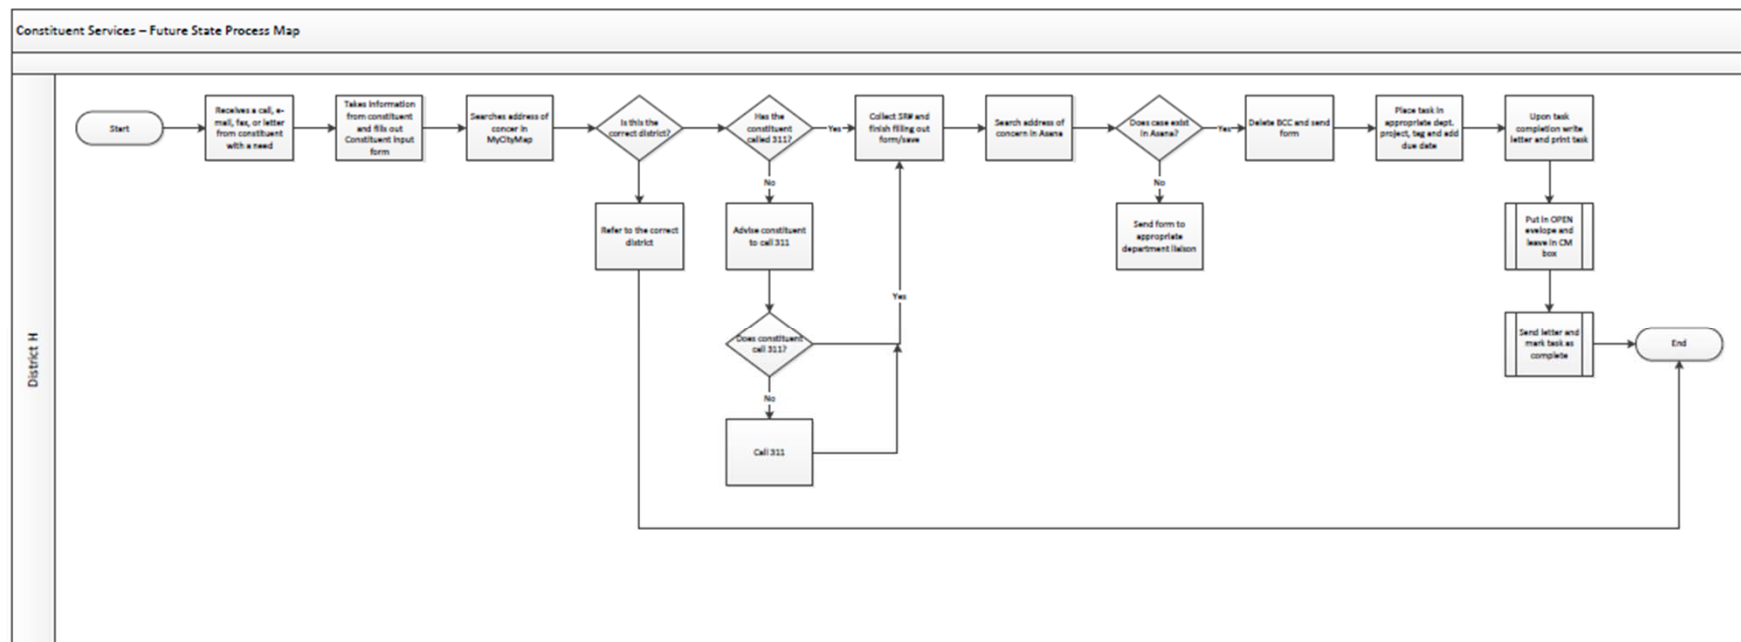 Constituent Services – Future State Process Map
District H
Start
Receives a call, e-
mail, fax, or letter
from constituent
with a need
Takes information
from constituent
and fills out
Constituent Input
form
Searches address of
concer in
MyCityMap
Is this the
correct district?
Has the
constituent
called 311?
Yes
Collect SR# and
finish filling out
form/save
Search address of
concern in Asana
Does case exist
in Asana?
Yes
Delete BCC and send
form
Place task in
appropriate dept.
project, tag and add
due date
Upon task
completion write
letter and print task
No
No
Refer to the correct
district
Advise constituent
to call 311
Send form to
appropriate
department liaison
Put in OPEN
evelope and
leave in CM
box
Yes
Does constituent
call 311?
Send letter and
mark task as
complete
End
No
Call 311